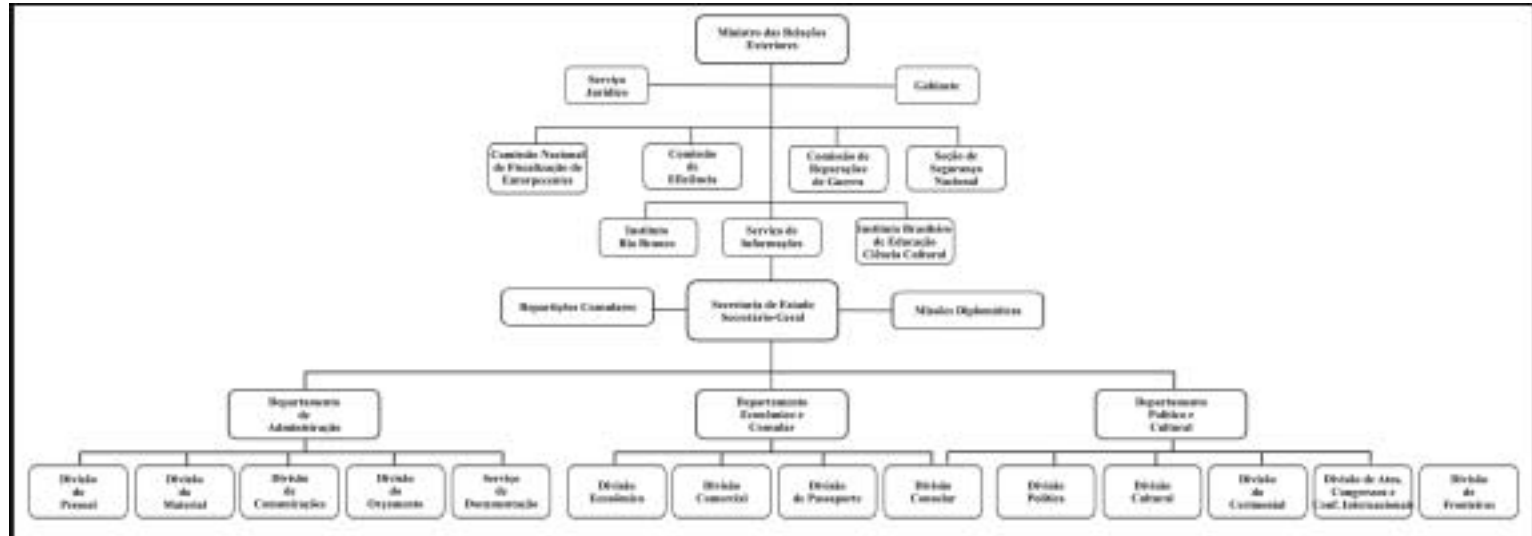 Ministro das Relações
Exteriores
Serviço
Jurídico
Gabinete
Comissão Nacional
de Fiscalização de
Entorpecentes
Comissão
de
Eficiência
Comissão de
Reparações
de Guerra
Seção de
Segurança
Nacional
Instituto
Rio Branco
Serviço de
Informações
Instituto Brasileiro
de Educação
Ciência Cultural
Repartições Consulares
Secretaria de Estado
Secretário-Geral
Missões Diplomáticas
Departamento
de
Administração
Departamento
Econômico e
Consular
Departamento
Político e
Cultural
Divisão
do
Pessoal
Divisão
do
Material
Divisão
de
Comunicações
Divisão
do
Orçamento
Serviço
de
Documentação
Divisão
Econômica
Divisão
Comercial
Divisão
de Passaporte
Divisão
Consular
Divisão
Política
Divisão
Cultural
Divisão
do
Cerimonial
Divisão de Atos,
Congressos e
Conf. Internacionais
Divisão
de
Fronteiras